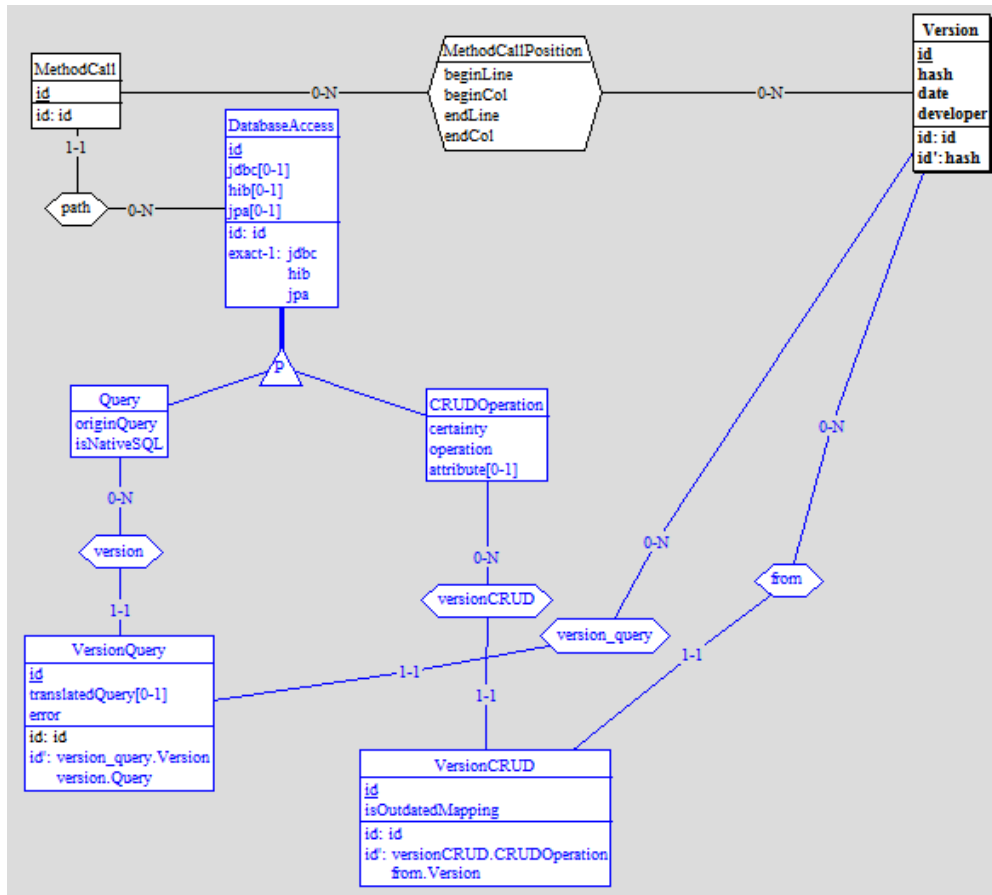 MethodCall
id
id: id
0-N
MethodCallPosition
beginLine
beginCol
endLine
endCol
0-N
Version
id
hash
date
developer
id: id
id': hash
1-1
path
0-N
DatabaseAccess
id
jdbc[0-1]
hib[0-1]
jpa[0-1]
id: id
exact-1: jdbc
hib
jpa
P
Query
originQuery
isNativeSQL
CRUDOperation
certainty
operation
attribute[0-1]
0-N
version
1-1
0-N
versionCRUD
1-1
0-N
version_query
1-1
0-N
from
1-1
VersionQuery
id
translatedQuery[0-1]
error
id: id
id': version_query.Version
version.Query
VersionCRUD
id
isOutdatedMapping
id: id
id': versionCRUD.CRUDOperation
from.Version